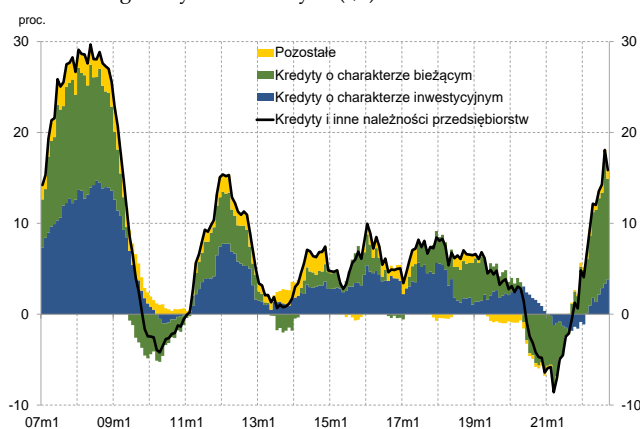 proc.
30 30
Pozostałe
Kredyty o charakterze bieżącym
Kredyty o charakterze inwestycyjnym
Kredyty i inne należności przedsiębiorstw
20 20
10 10
0 0
-10 -10
07m1 09m1 11m1 13m1 15m1 17m1 19m1 21m1